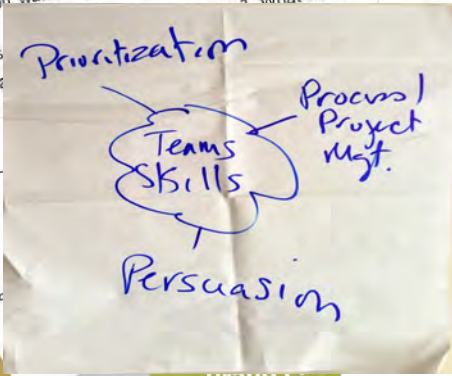 Prioritization
Process/
Project
Mgt.
Teams
Skills
Persuasion